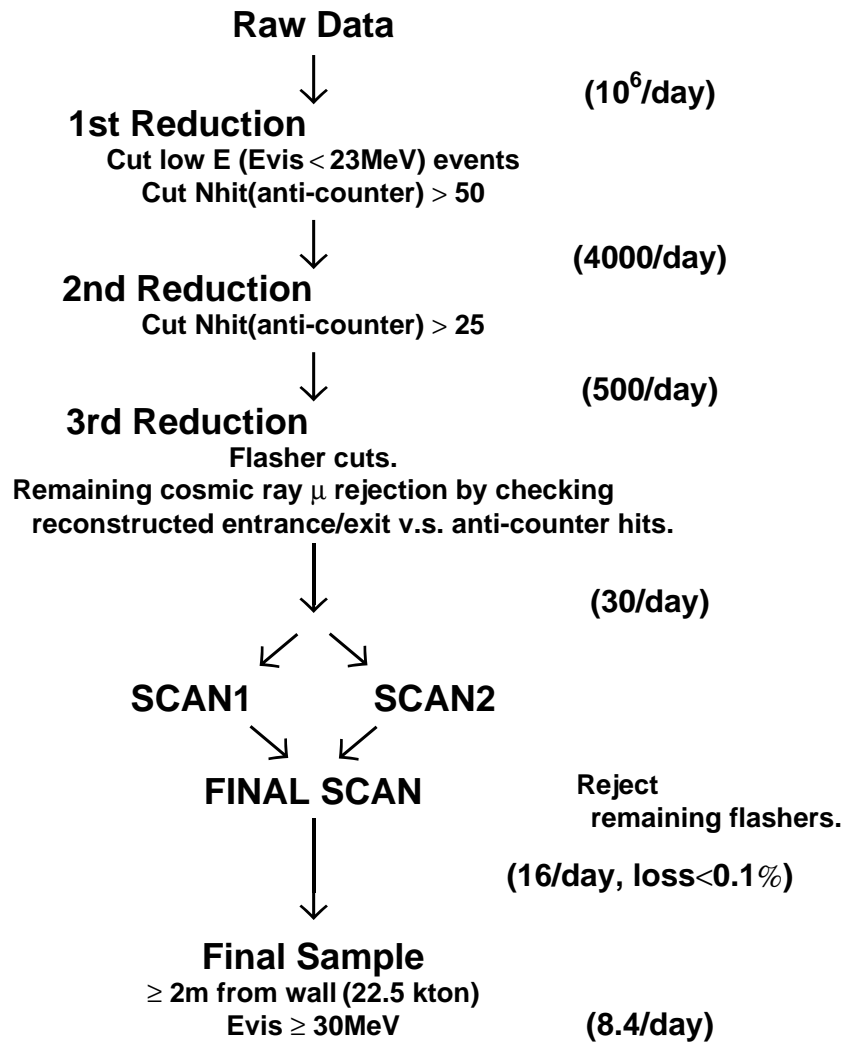 Raw Data
(10⁶/day)
1st Reduction
Cut low E (Evis < 23MeV) events
Cut Nhit(anti-counter) > 50
(4000/day)
2nd Reduction
Cut Nhit(anti-counter) > 25
(500/day)
3rd Reduction
Flasher cuts.
Remaining cosmic ray μ rejection by checking
reconstructed entrance/exit v.s. anti-counter hits.
(30/day)
SCAN1 SCAN2
FINAL SCAN
Reject
remaining flashers.
(16/day, loss<0.1%)
Final Sample
≥ 2m from wall (22.5 kton)
Evis ≥ 30MeV
(8.4/day)